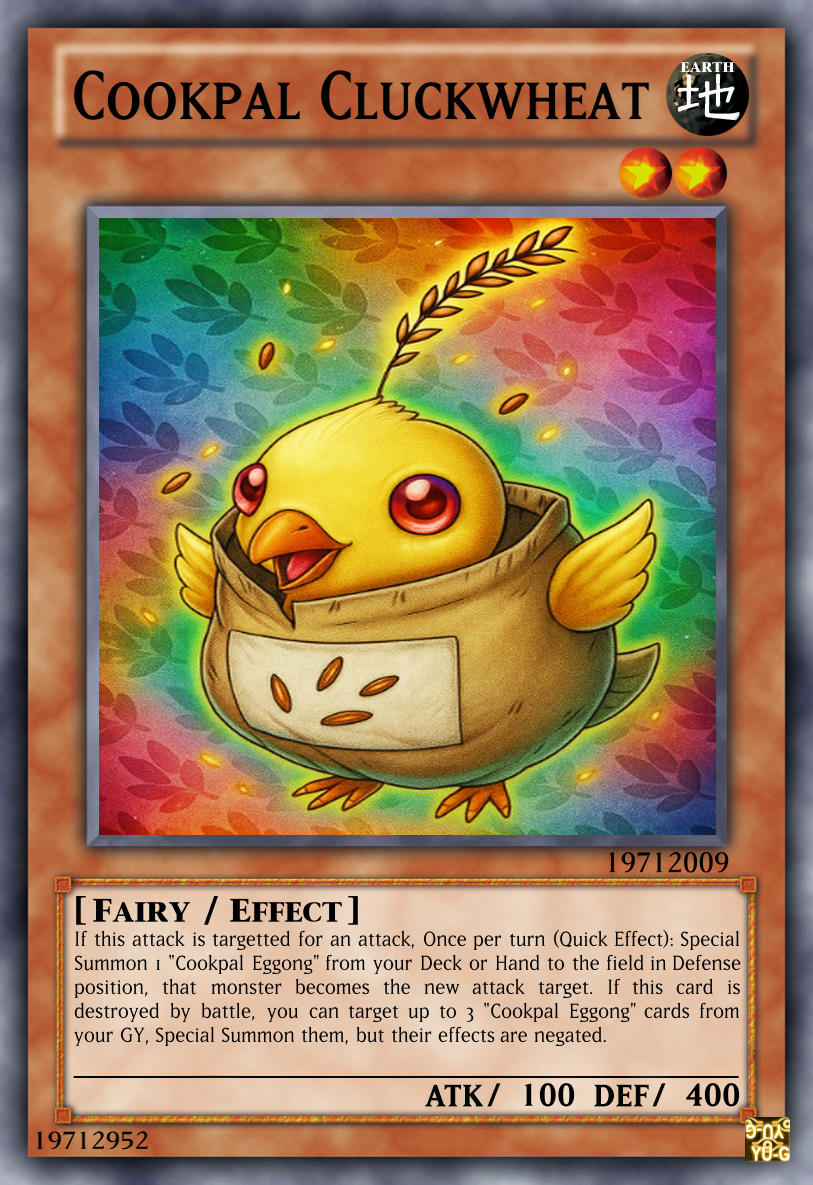 Cookpal Cluckwheat
EARTH
地
19712009
[ Fairy / Effect ]
If this attack is targetted for an attack, Once per turn (Quick Effect): Special
Summon 1 "Cookpal Eggong" from your Deck or Hand to the field in Defense
position, that monster becomes the new attack target. If this card is
destroyed by battle, you can target up to 3 "Cookpal Eggong" cards from
your GY, Special Summon them, but their effects are negated.
ATK/ 100 DEF/ 400
19712952
YU-G